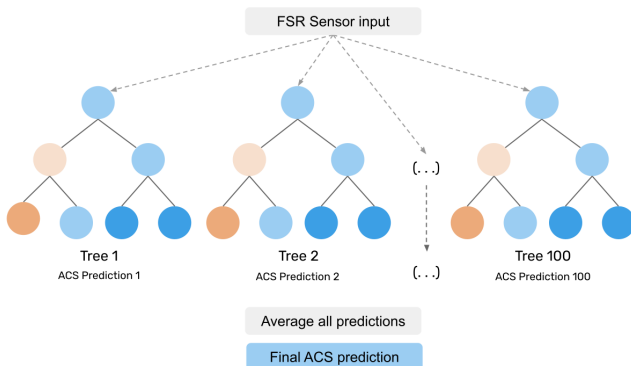 FSR Sensor input
(. . .)
Tree 1
Tree 2
Tree 100
ACS Prediction 1
ACS Prediction 2
(. . .)
ACS Prediction 100
Average all predictions
Final ACS prediction